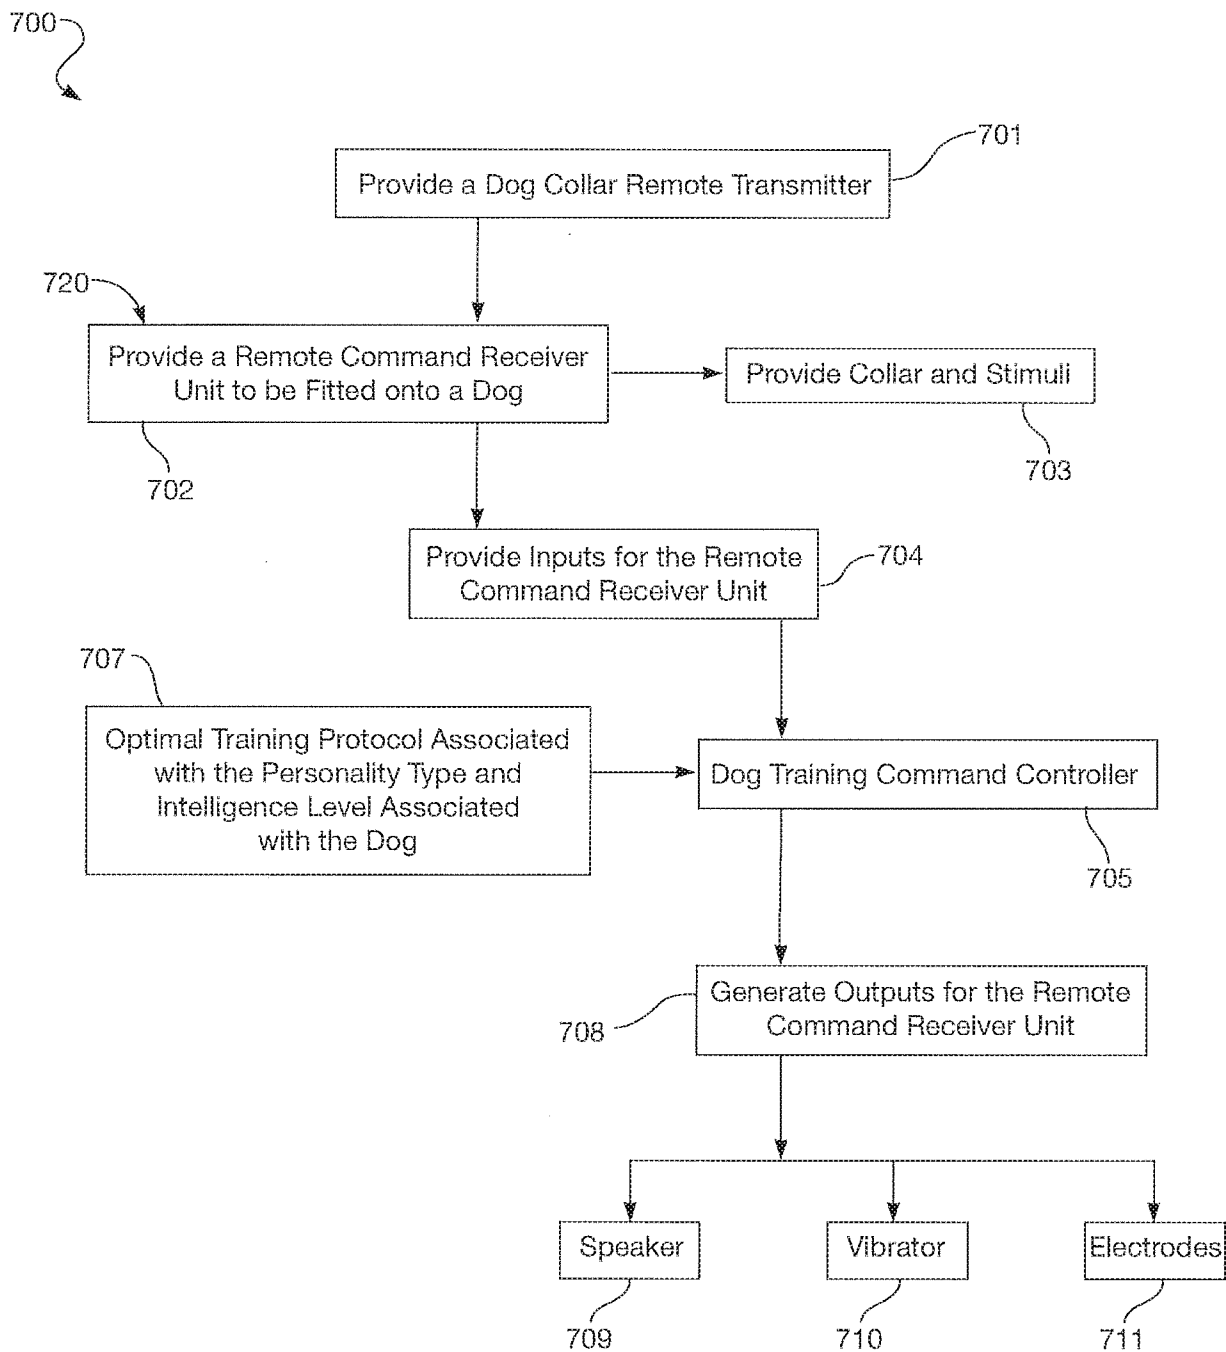 700
701
Provide a Dog Collar Remote Transmitter
720
Provide a Remote Command Receiver
Unit to be Fitted onto a Dog
Provide Collar and Stimuli
702
703
Provide Inputs for the Remote
Command Receiver Unit
704
707
Optimal Training Protocol Associated
with the Personality Type and
Intelligence Level Associated
with the Dog
Dog Training Command Controller
705
Generate Outputs for the Remote
Command Receiver Unit
708
Speaker
Vibrator
Electrodes
709
710
711